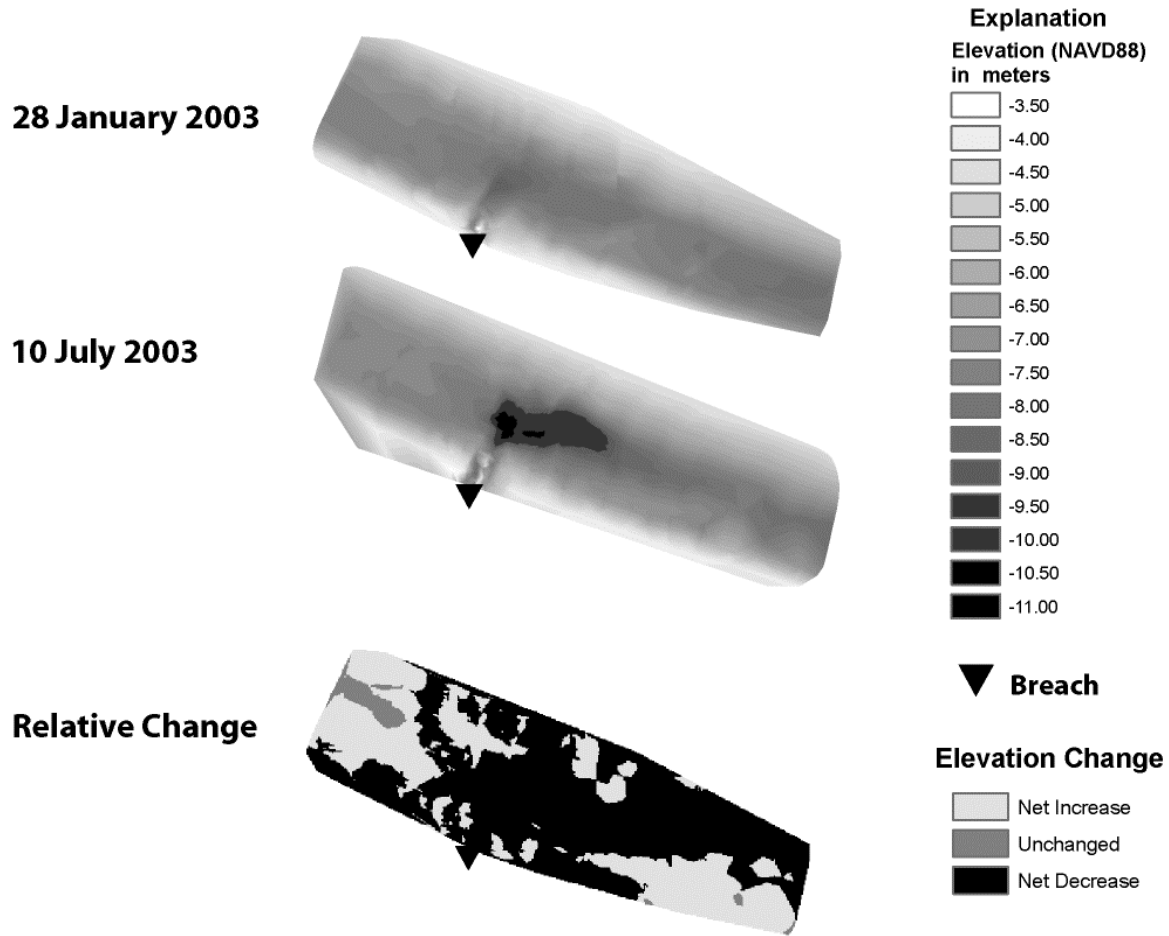 28 January 2003
10 July 2003
Relative Change
Explanation
Elevation (NAVD88)
in meters
-3.50
-4.00
-4.50
-5.00
-5.50
-6.00
-6.50
-7.00
-7.50
-8.00
-8.50
-9.00
-9.50
-10.00
-10.50
-11.00
Breach
Elevation Change
Net Increase
Unchanged
Net Decrease